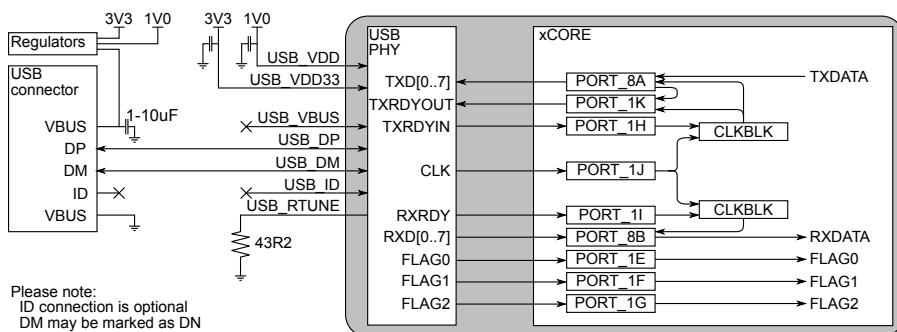 3V3 1V0
Regulators
USB
connector
1-10uF
VBUS
DP
DM
ID
VBUS
3V3 1V0
USB_VDD
USB_VDD33
USB_VBUS
USB_DP
USB_DM
USB_ID
USB_RTUNE
43R2
Please note:
ID connection is optional
DM may be marked as DN
USB
PHY
TXD[0..7]
TXRDYOUT
TXRDYIN
CLK
RXRDY
RXD[0..7]
FLAG0
FLAG1
FLAG2
xCORE
PORT_8A
PORT_1K
PORT_1H
PORT_1J
PORT_1I
PORT_8B
PORT_1E
PORT_1F
PORT_1G
CLKBLK
CLKBLK
TXDATA
RXDATA
FLAG0
FLAG1
FLAG2